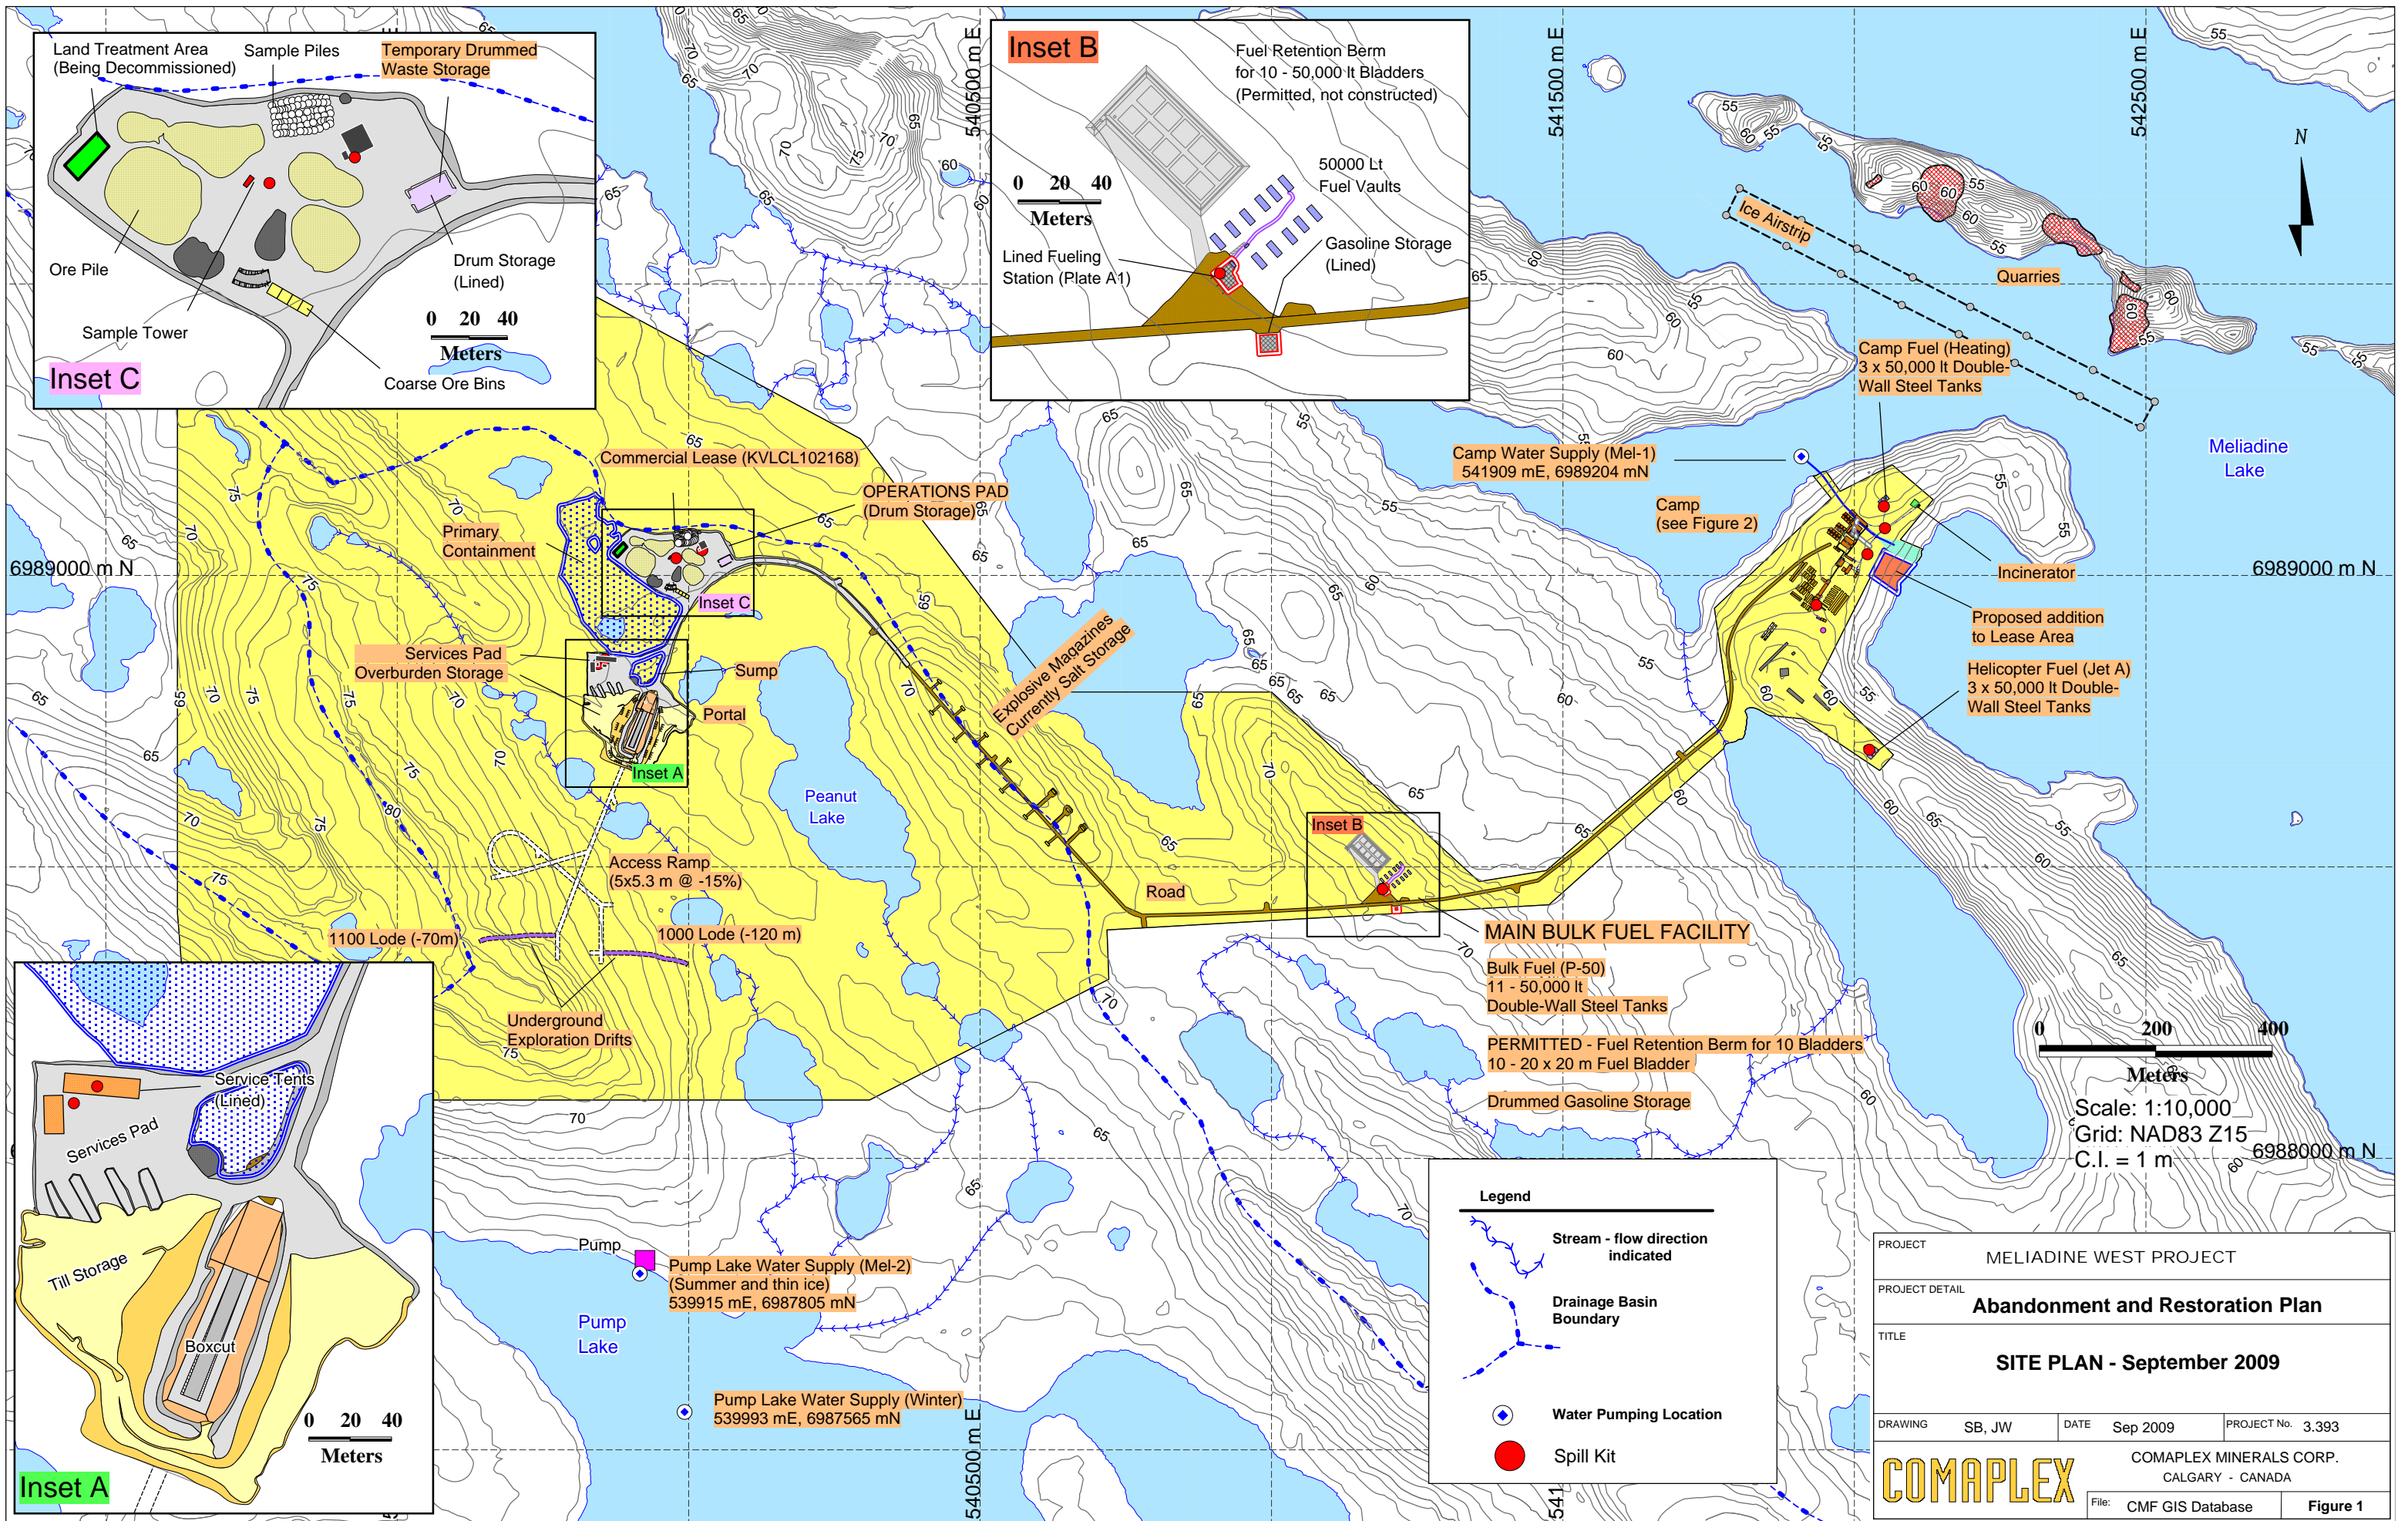 Land Treatment Area
(Being Decommissioned)
Sample Piles
Temporary Drummed
Waste Storage
Ore Pile
Sample Tower
Drum Storage
(Lined)
0 20 40
Meters
Coarse Ore Bins
Inset C
Inset B
Fuel Retention Berm
for 10 - 50,000 lt Bladders
(Permitted, not constructed)
50000 Lt
Fuel Vaults
0 20 40
Meters
Lined Fueling
Station (Plate A1)
Gasoline Storage
(Lined)
540500 m E
541500 m E
542500 m E
N
Ice Airstrip
Quarries
Camp Fuel (Heating)
3 x 50,000 lt Double-
Wall Steel Tanks
Meliadine
Lake
Camp Water Supply (Mel-1)
541909 mE, 6989204 mN
Camp
(see Figure 2)
Commercial Lease (KVLCL102168)
OPERATIONS PAD
(Drum Storage)
Primary
Containment
6989000 m N
6989000 m N
Inset C
Incinerator
Proposed addition
to Lease Area
Services Pad
Overburden Storage
Sump
Portal
Inset A
Explosive Magazines
Currently Salt Storage
Helicopter Fuel (Jet A)
3 x 50,000 lt Double-
Wall Steel Tanks
Peanut
Lake
Inset B
Access Ramp
(5x5.3 m @ -15%)
Road
1100 Lode (-70m)
1000 Lode (-120 m)
MAIN BULK FUEL FACILITY
Bulk Fuel (P-50)
11 - 50,000 lt
Double-Wall Steel Tanks
Underground
Exploration Drifts
PERMITTED - Fuel Retention Berm for 10 Bladders
10 - 20 x 20 m Fuel Bladder
Drummed Gasoline Storage
0 200 400
Meters
Scale: 1:10,000
Grid: NAD83 Z15
C.I. = 1 m
6988000 m N
Service Tents
(Lined)
Services Pad
Till Storage
Boxcut
0 20 40
Meters
Inset A
Pump
Pump Lake Water Supply (Mel-2)
(Summer and thin ice)
539915 mE, 6987805 mN
Pump
Lake
Pump Lake Water Supply (Winter)
539993 mE, 6987565 mN
540500 m E
Legend
Stream - flow direction
indicated
Drainage Basin
Boundary
Water Pumping Location
Spill Kit
PROJECT
MELIADINE WEST PROJECT
PROJECT DETAIL
Abandonment and Restoration Plan
TITLE
SITE PLAN - September 2009
DRAWING SB, JW DATE Sep 2009 PROJECT No. 3.393
COMAPLEX
COMAPLEX MINERALS CORP.
CALGARY - CANADA
File: CMF GIS Database Figure 1